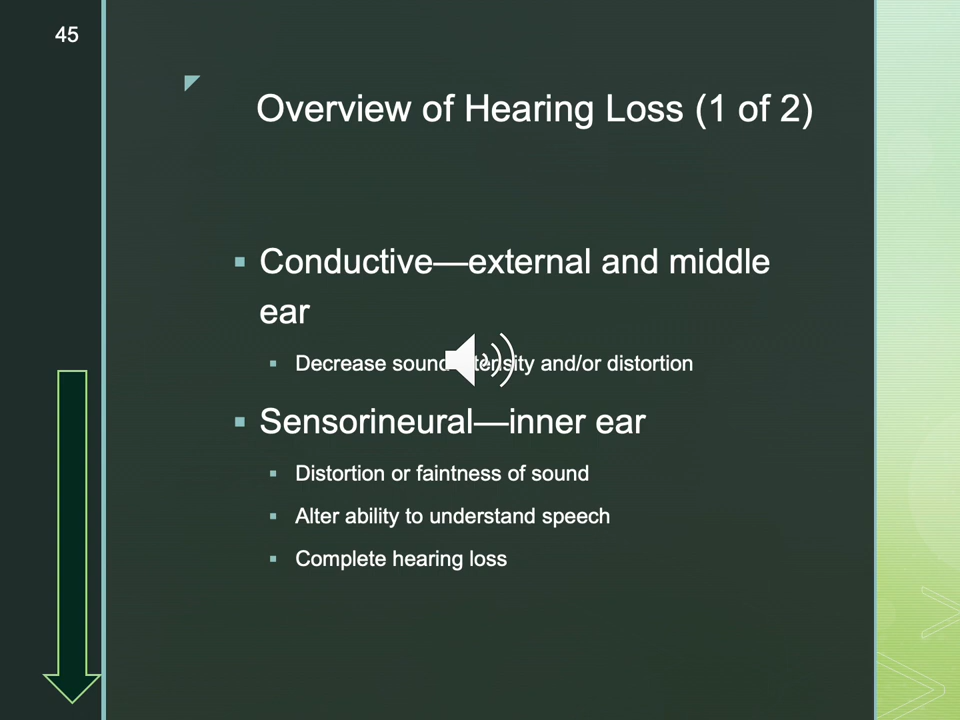 45
Overview of Hearing Loss (1 of 2)
▪ Conductive—external and middle
ear
▪ Decrease sound tensity and/or distortion
▪ Sensorineural—inner ear
▪ Distortion or faintness of sound
▪ Alter ability to understand speech
▪ Complete hearing loss